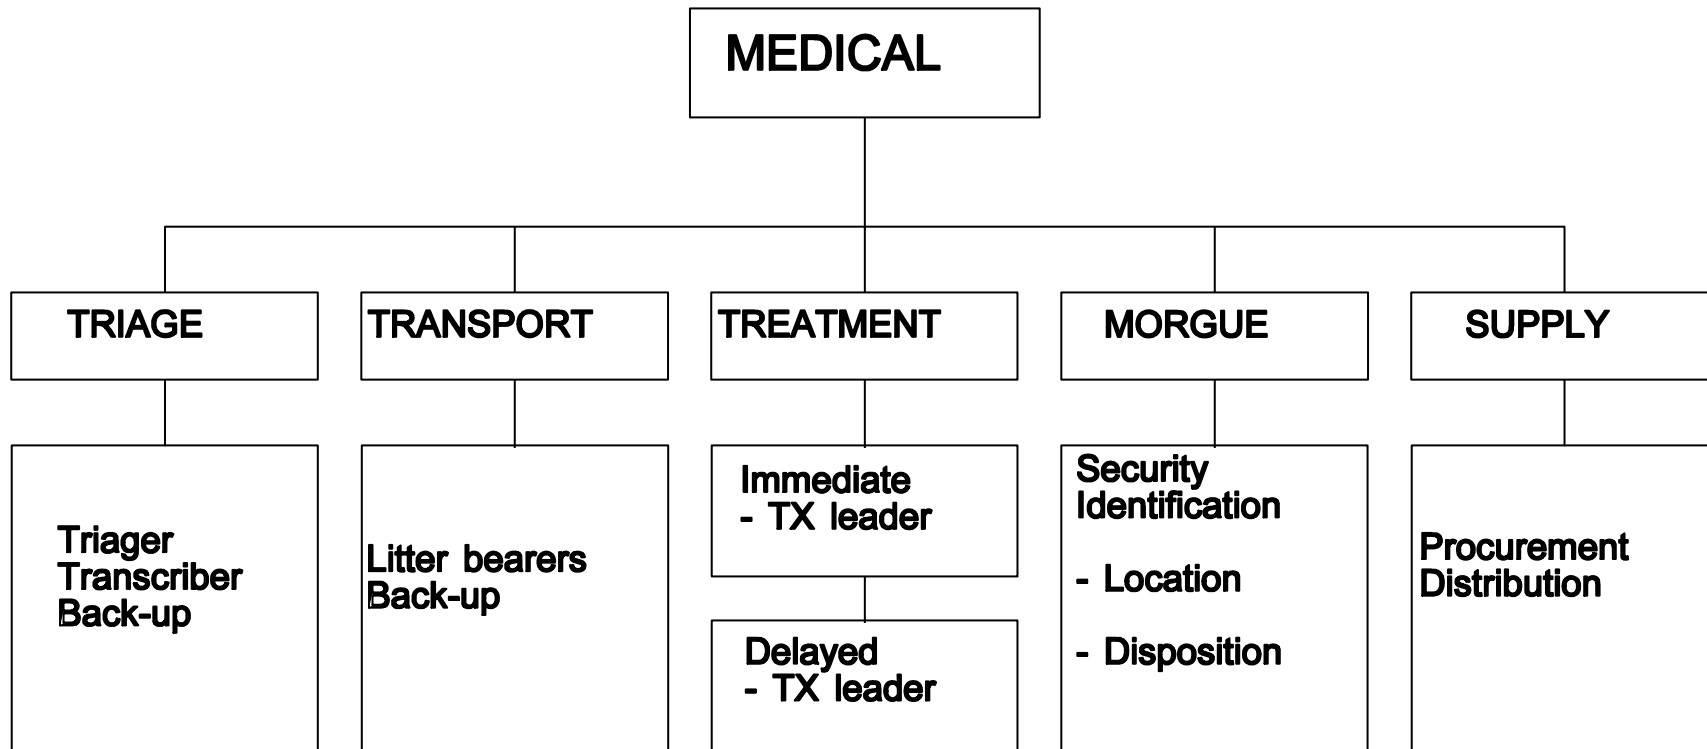 MEDICAL
TRIAGE
TRANSPORT
TREATMENT
MORGUE
SUPPLY
Triager
Transcriber
Back-up
Litter bearers
Back-up
Immediate
- TX leader
Delayed
- TX leader
Security
Identification
- Location
- Disposition
Procurement
Distribution